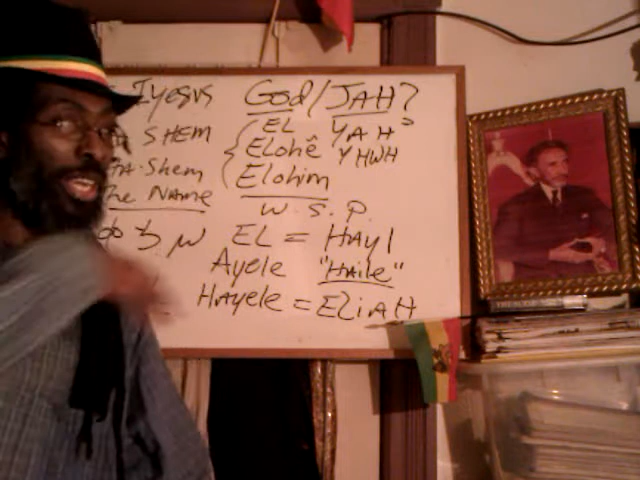 Iyesus God/JAH?
SHEM EL YAH?
Ha-Shem Elohê YHWH
The Name Elohim
W.S.P.
EL = HAYl
Ayele "HAile"
HAyele = ELiAH